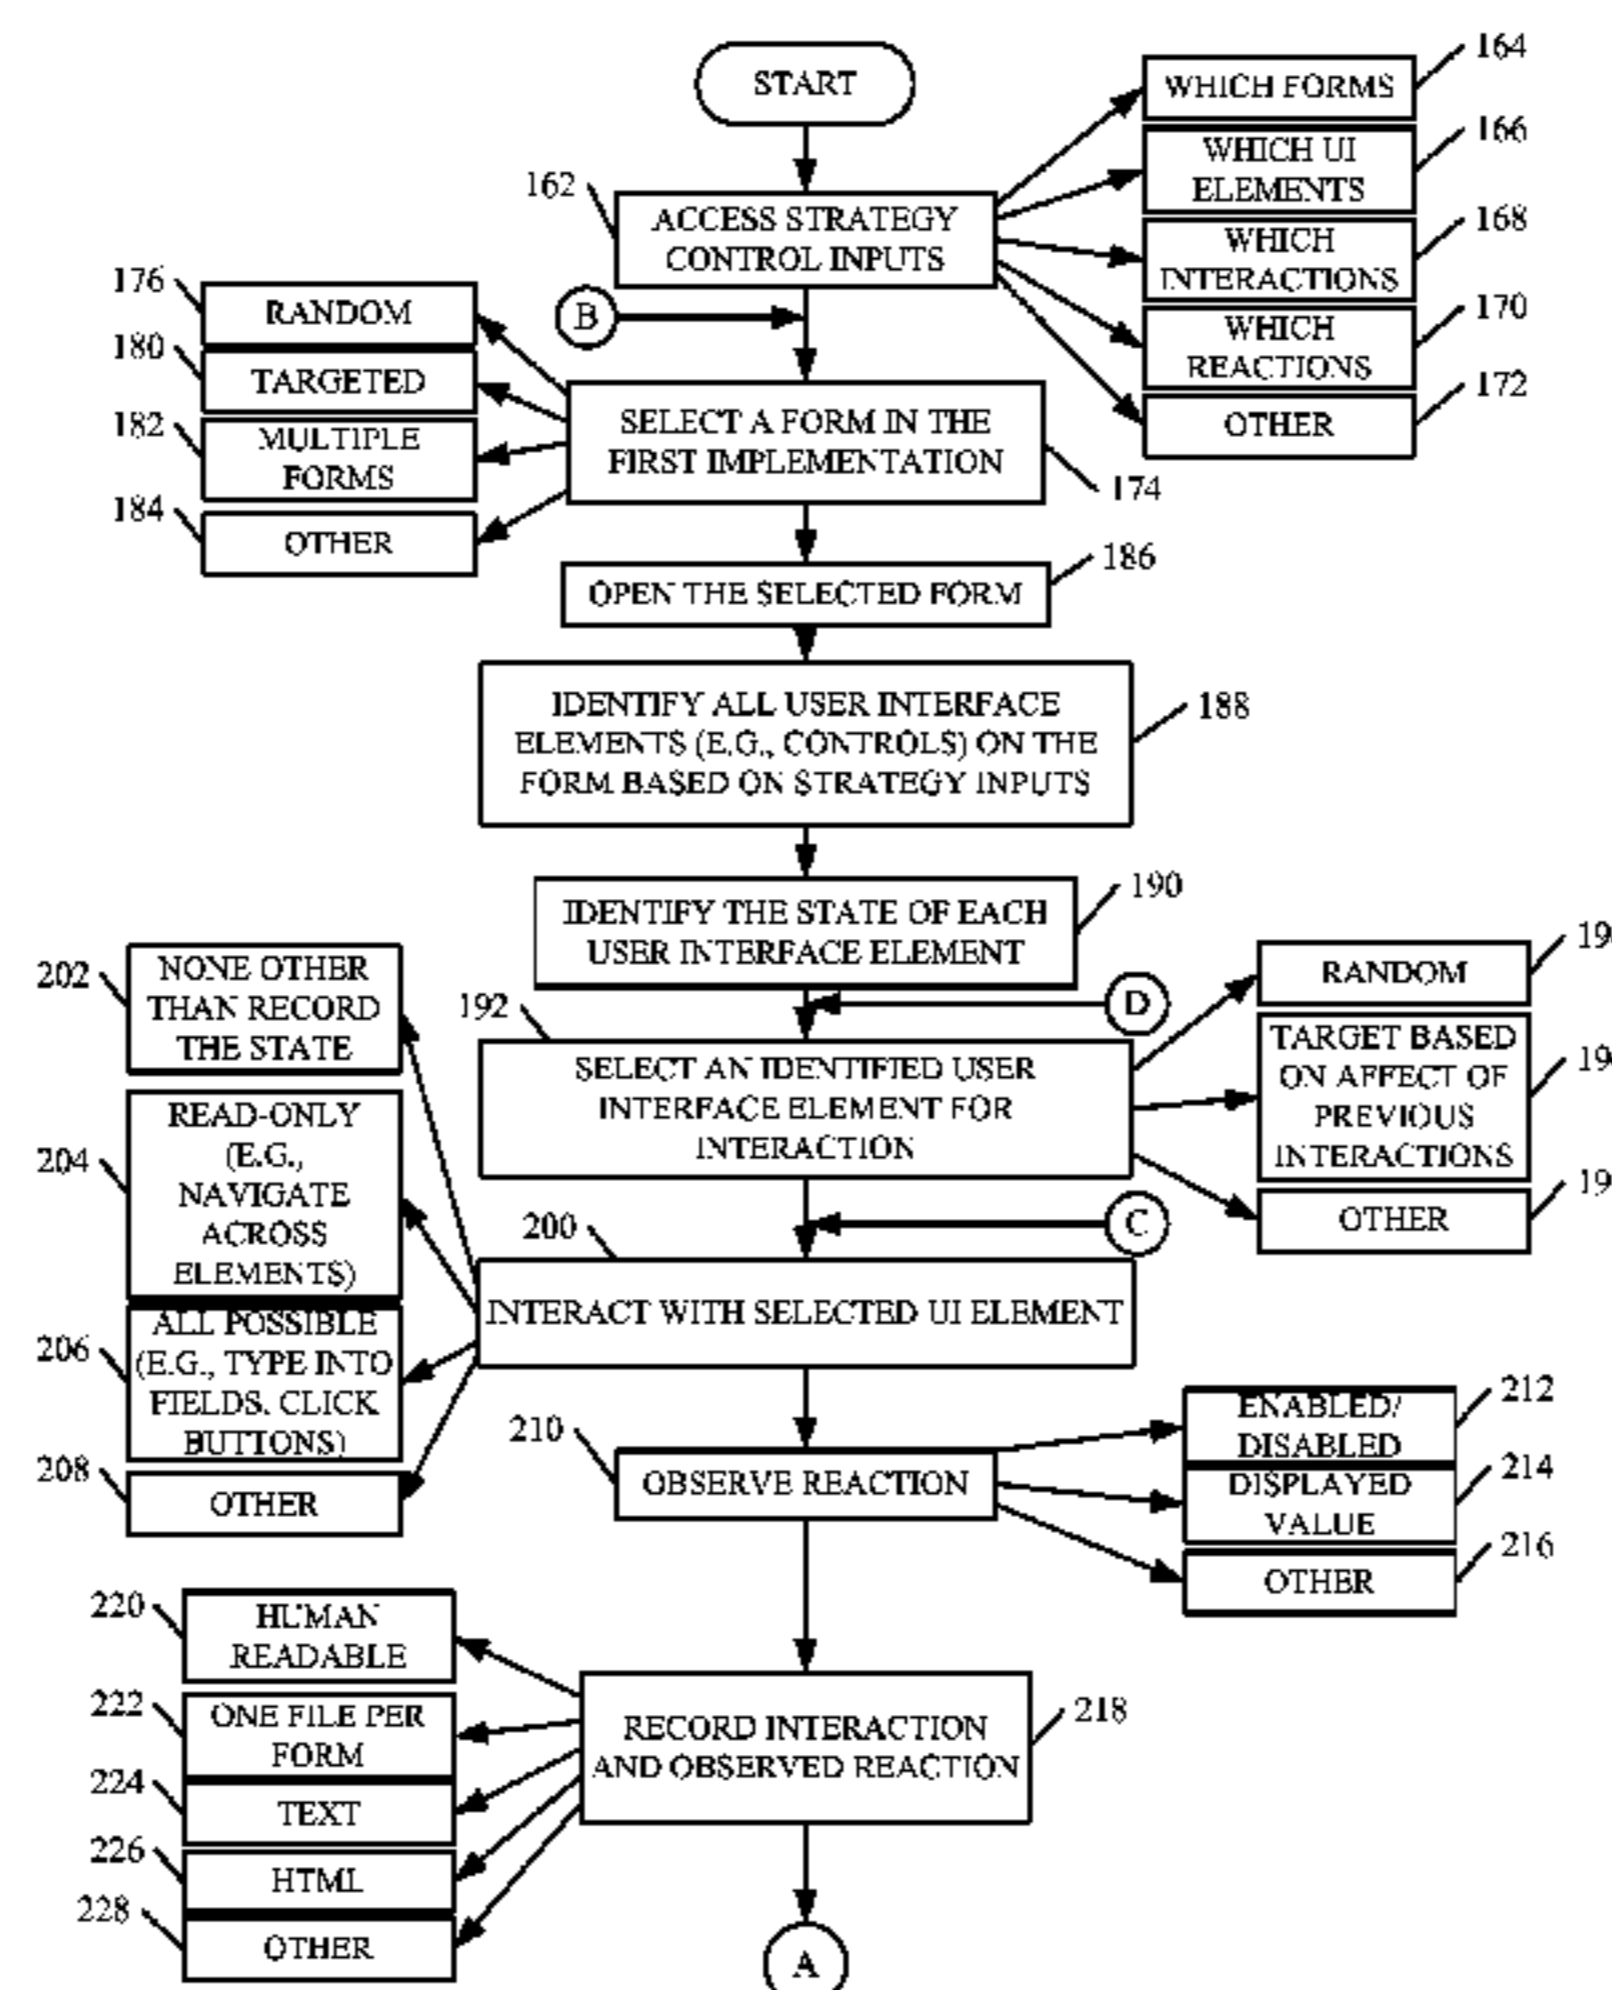 START
164
WHICH FORMS
166
WHICH UI
ELEMENTS
162
ACCESS STRATEGY
CONTROL INPUTS
168
WHICH
INTERACTIONS
176
RANDOM
B
170
WHICH
REACTIONS
180
TARGETED
172
OTHER
182
MULTIPLE
FORMS
SELECT A FORM IN THE
FIRST IMPLEMENTATION
174
184
OTHER
186
OPEN THE SELECTED FORM
IDENTIFY ALL USER INTERFACE
ELEMENTS (E.G., CONTROLS) ON THE
FORM BASED ON STRATEGY INPUTS
188
190
IDENTIFY THE STATE OF EACH
USER INTERFACE ELEMENT
202
NONE OTHER
THAN RECORD
THE STATE
RANDOM
192
D
SELECT AN IDENTIFIED USER
INTERFACE ELEMENT FOR
INTERACTION
TARGET BASED
ON AFFECT OF
PREVIOUS
INTERACTIONS
204
READ-ONLY
(E.G.,
NAVIGATE
ACROSS
ELEMENTS)
OTHER
200
C
INTERACT WITH SELECTED UI ELEMENT
206
ALL POSSIBLE
(E.G., TYPE INTO
FIELDS, CLICK
BUTTONS)
212
ENABLED/
DISABLED
210
OBSERVE REACTION
208
OTHER
214
DISPLAYED
VALUE
216
OTHER
220
HUMAN
READABLE
222
ONE FILE PER
FORM
218
RECORD INTERACTION
AND OBSERVED REACTION
224
TEXT
226
HTML
228
OTHER
A